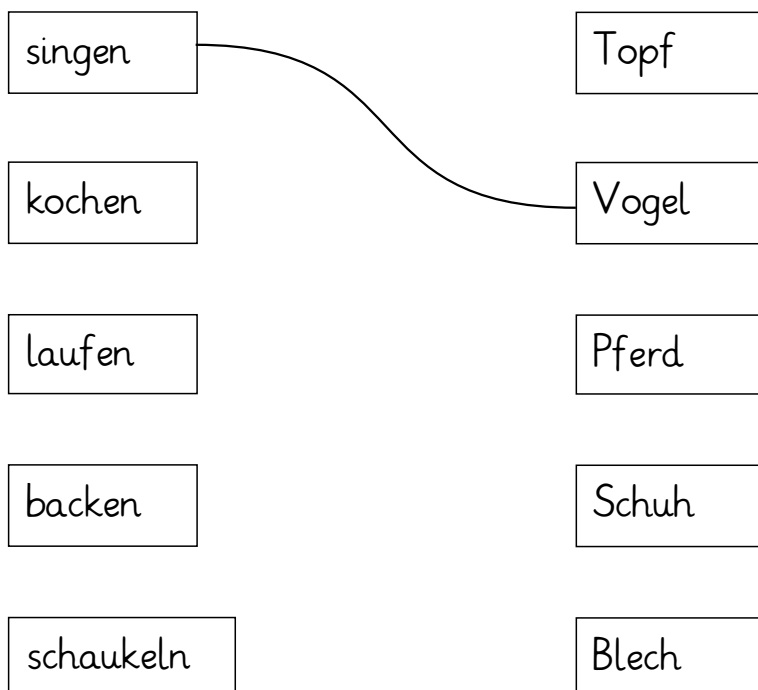 singen Topf
kochen Vogel
laufen Pferd
backen Schuh
schaukeln Blech